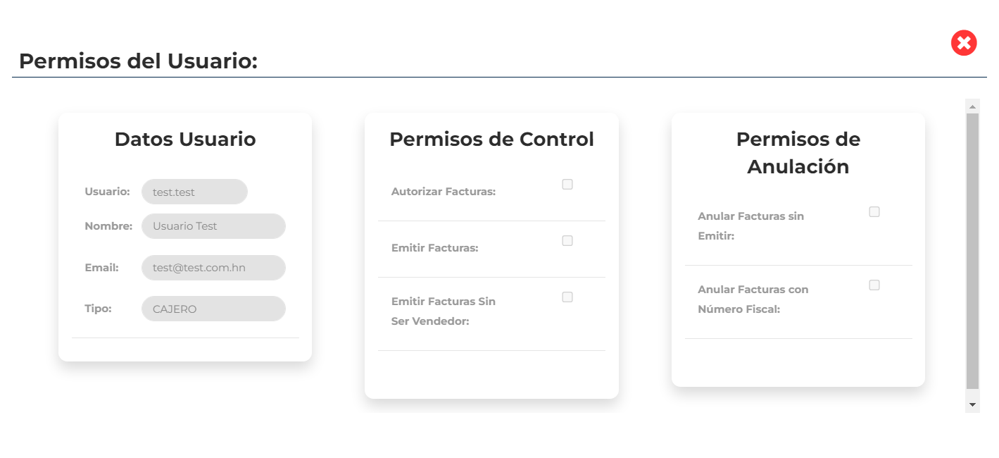 Permisos del Usuario:
Datos Usuario
Usuario: test.test
Nombre: Usuario Test
Email: test@test.com.hn
Tipo: CAJERO
Permisos de Control
Autorizar Facturas:
Emitir Facturas:
Emitir Facturas Sin
Ser Vendedor:
Permisos de
Anulación
Anular Facturas sin
Emitir:
Anular Facturas con
Número Fiscal: